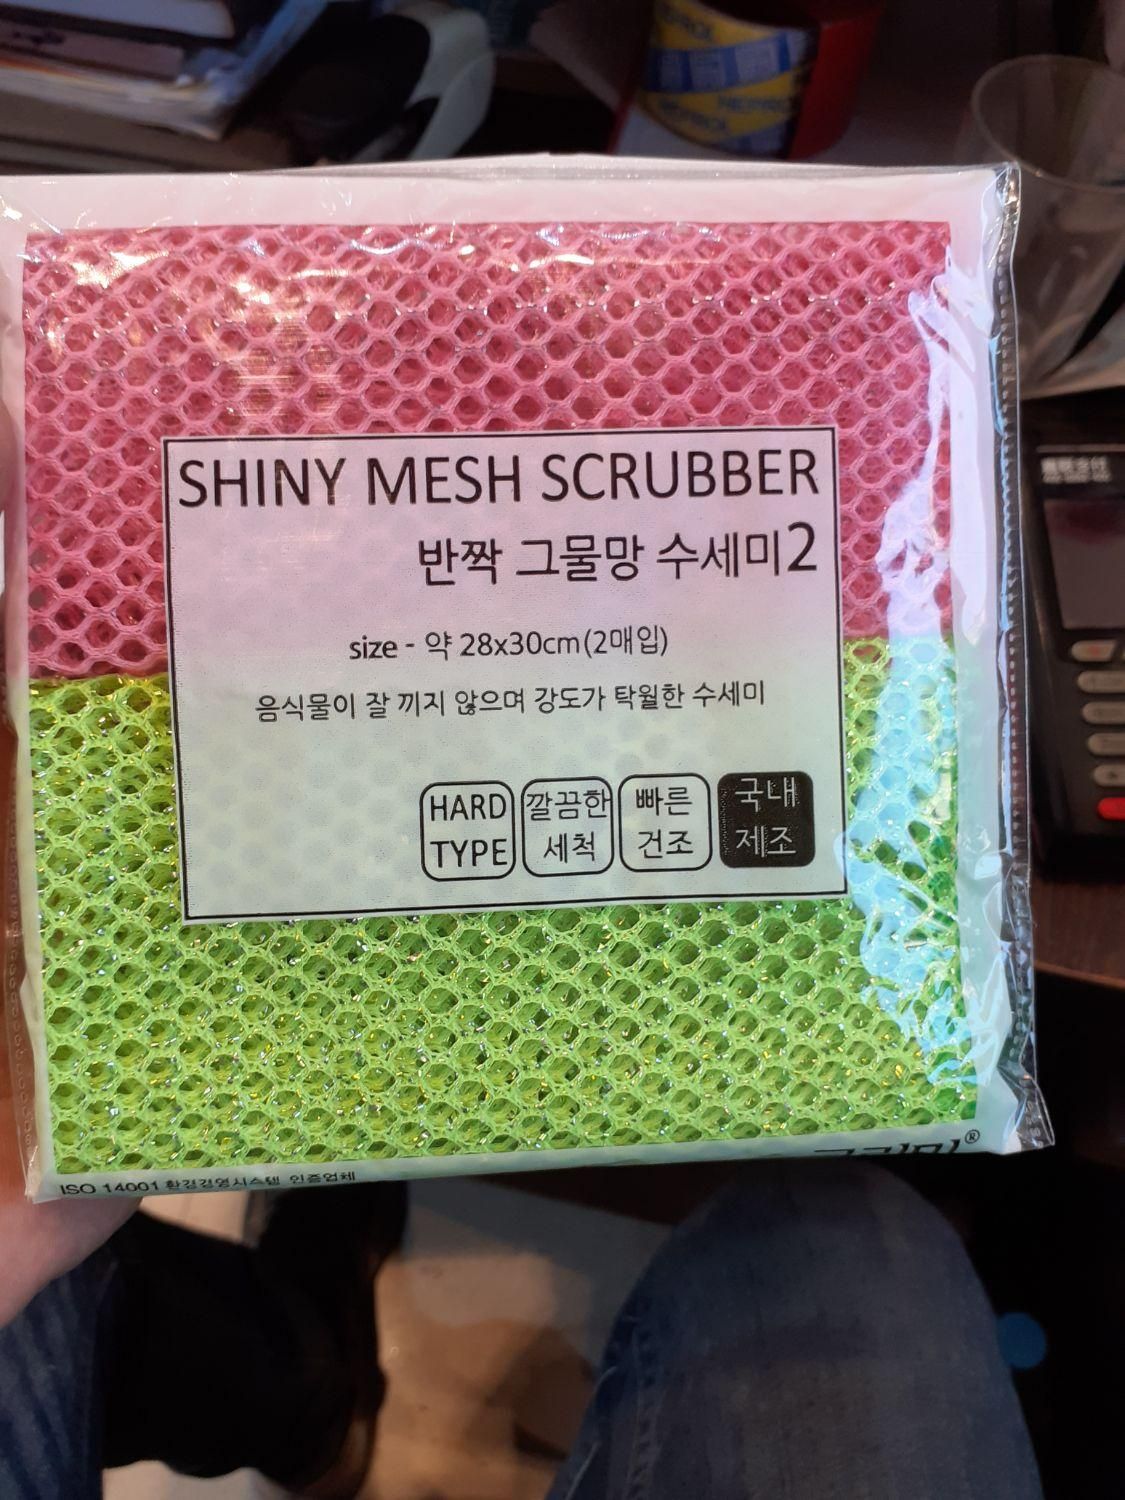 SHINY MESH SCRUBBER
반짝 그물망 수세미2
size - 약 28x30cm(2매입)
음식물이 잘 끼지 않으며 강도가 탁월한 수세미
HARD
TYPE
깔끔한
세척
빠른
건조
국내
제조
ISO 14001 환경경영시스템 인증업체